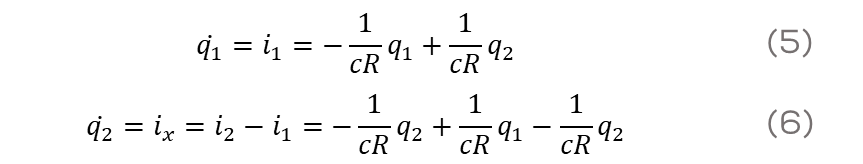 q̇₁ = i₁ = −(1/cR) q₁ + (1/cR) q₂ (5)
q̇₂ = iₓ = i₂ − i₁ = −(1/cR) q₂ + (1/cR) q₁ − (1/cR) q₂ (6)